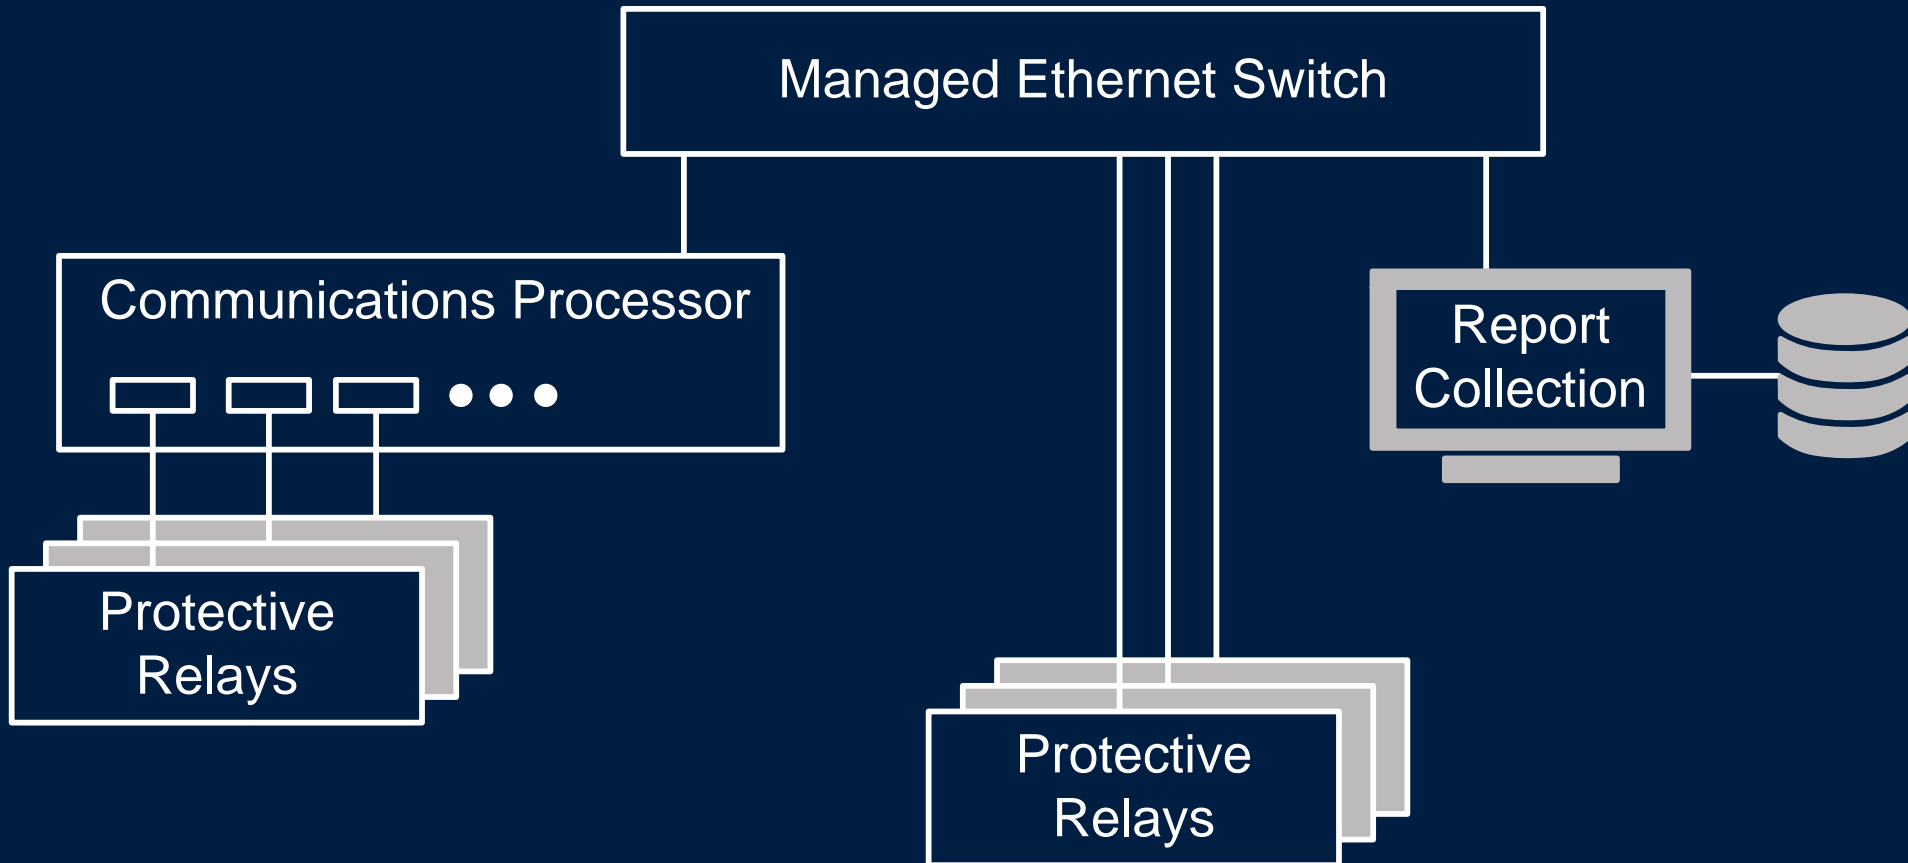 Managed Ethernet Switch
Communications Processor
Report
Collection
Protective
Relays
Protective
Relays